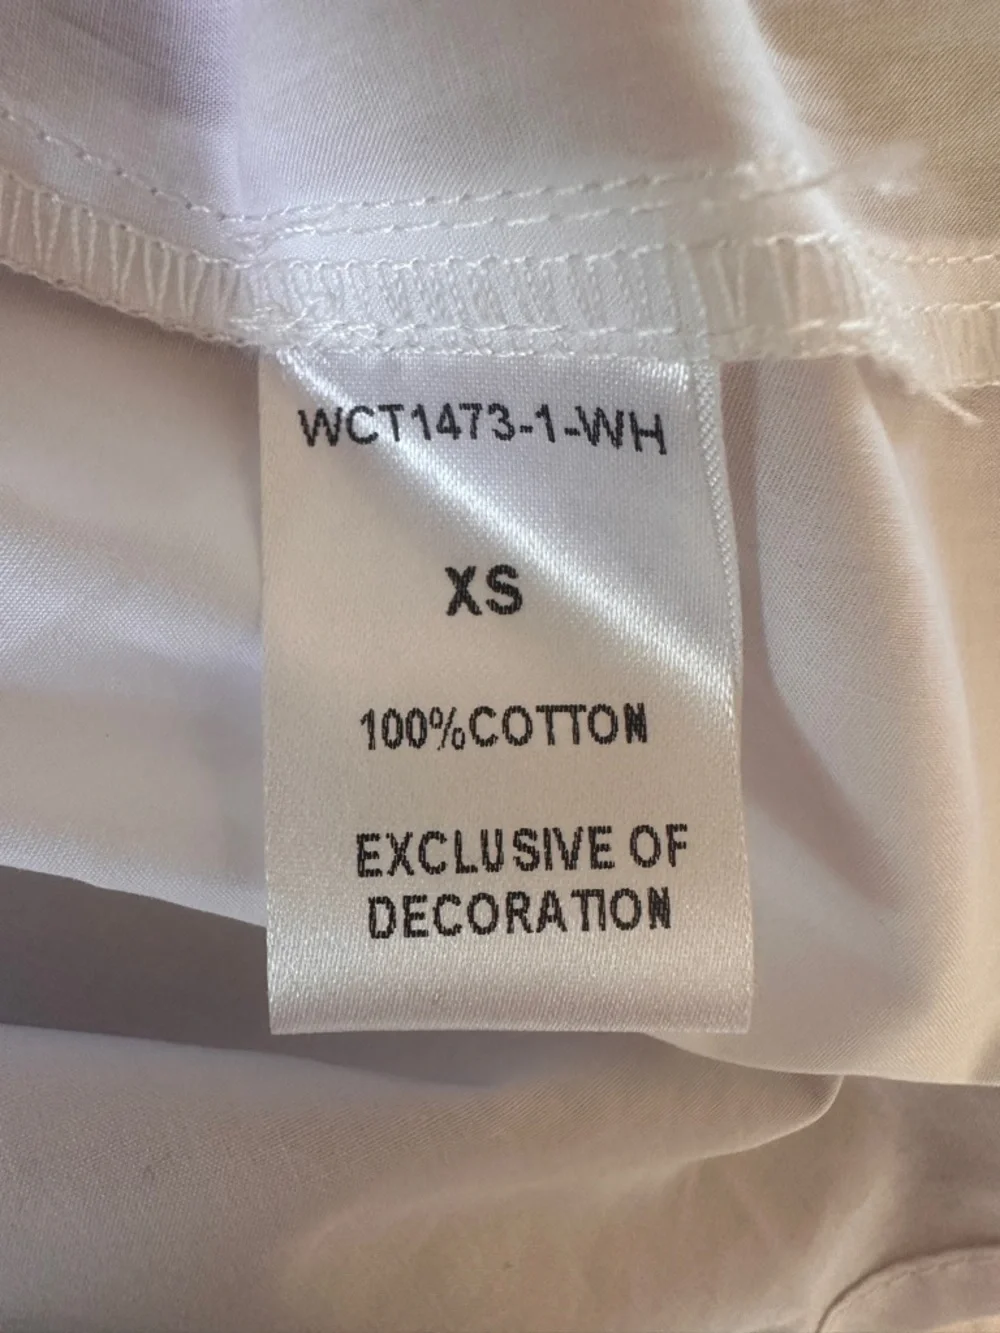 WCT1473-1-WH
XS
100%COTTON
EXCLUSIVE OF
DECORATION